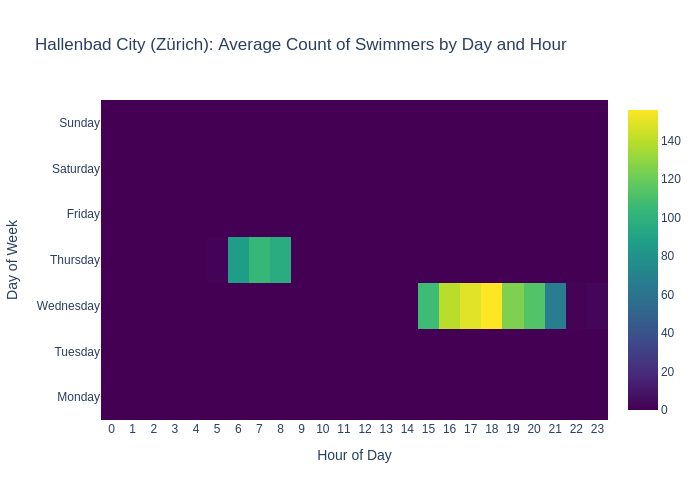 Hallenbad City (Zürich): Average Count of Swimmers by Day and Hour
Day of Week
Sunday
Saturday
Friday
Thursday
Wednesday
Tuesday
Monday
0 1 2 3 4 5 6 7 8 9 10 11 12 13 14 15 16 17 18 19 20 21 22 23
Hour of Day
140
120
100
80
60
40
20
0